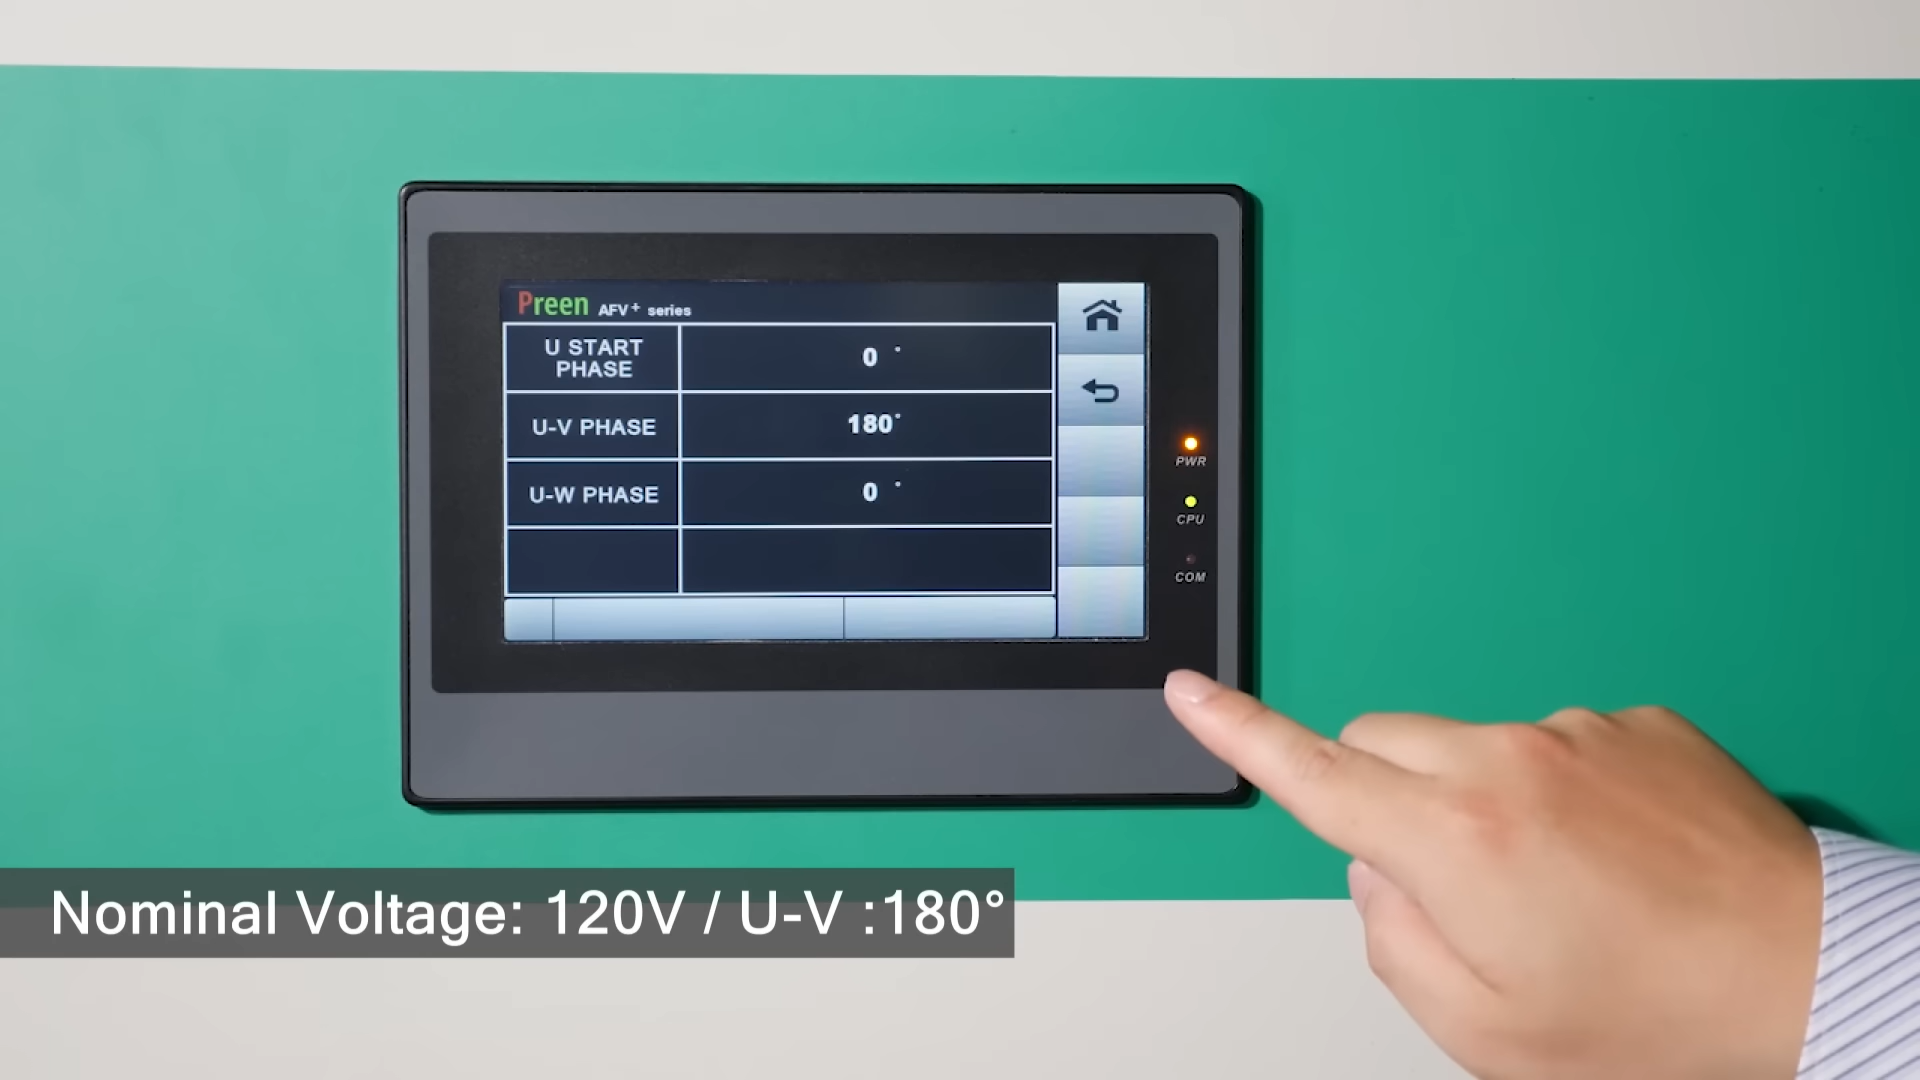 Preen AFV+ series
U START
PHASE
0 °
U-V PHASE
180°
U-W PHASE
0 °
PWR
CPU
COM
Nominal Voltage: 120V / U-V :180°